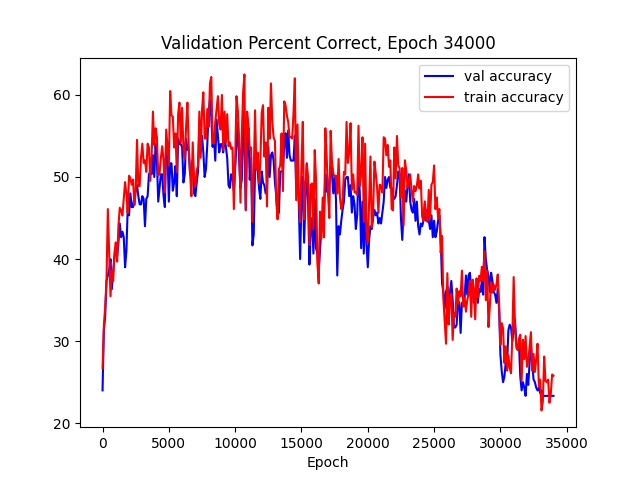 Validation Percent Correct, Epoch 34000
val accuracy
train accuracy
60
50
40
30
20
0 5000 10000 15000 20000 25000 30000 35000
Epoch